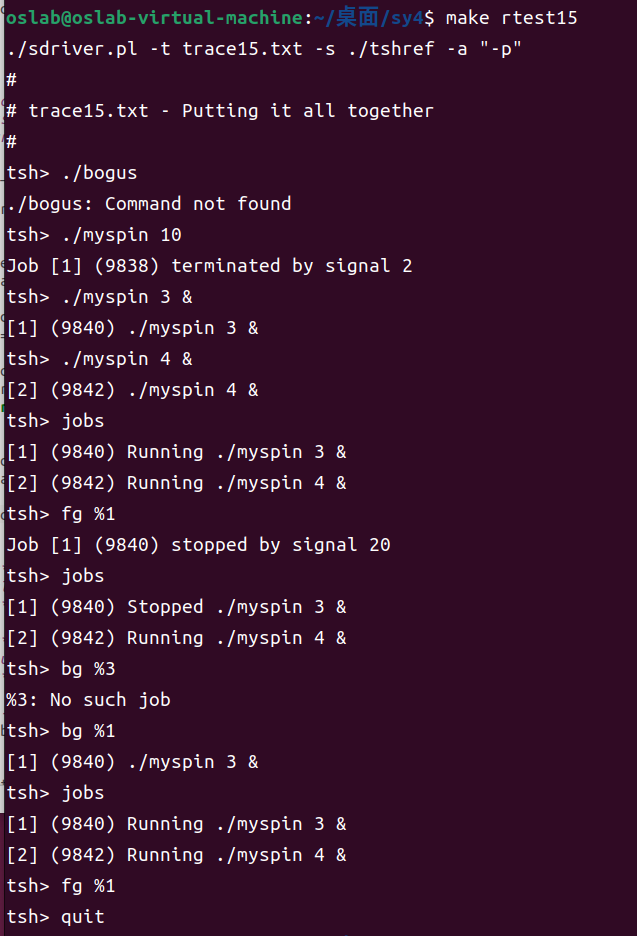 oslab@oslab-virtual-machine:~/桌面/sy4$ make rtest15
./sdriver.pl -t trace15.txt -s ./tshref -a "-p"
#
# trace15.txt - Putting it all together
#
tsh> ./bogus
./bogus: Command not found
tsh> ./myspin 10
Job [1] (9838) terminated by signal 2
tsh> ./myspin 3 &
[1] (9840) ./myspin 3 &
tsh> ./myspin 4 &
[2] (9842) ./myspin 4 &
tsh> jobs
[1] (9840) Running ./myspin 3 &
[2] (9842) Running ./myspin 4 &
tsh> fg %1
Job [1] (9840) stopped by signal 20
tsh> jobs
[1] (9840) Stopped ./myspin 3 &
[2] (9842) Running ./myspin 4 &
tsh> bg %3
%3: No such job
tsh> bg %1
[1] (9840) ./myspin 3 &
tsh> jobs
[1] (9840) Running ./myspin 3 &
[2] (9842) Running ./myspin 4 &
tsh> fg %1
tsh> quit